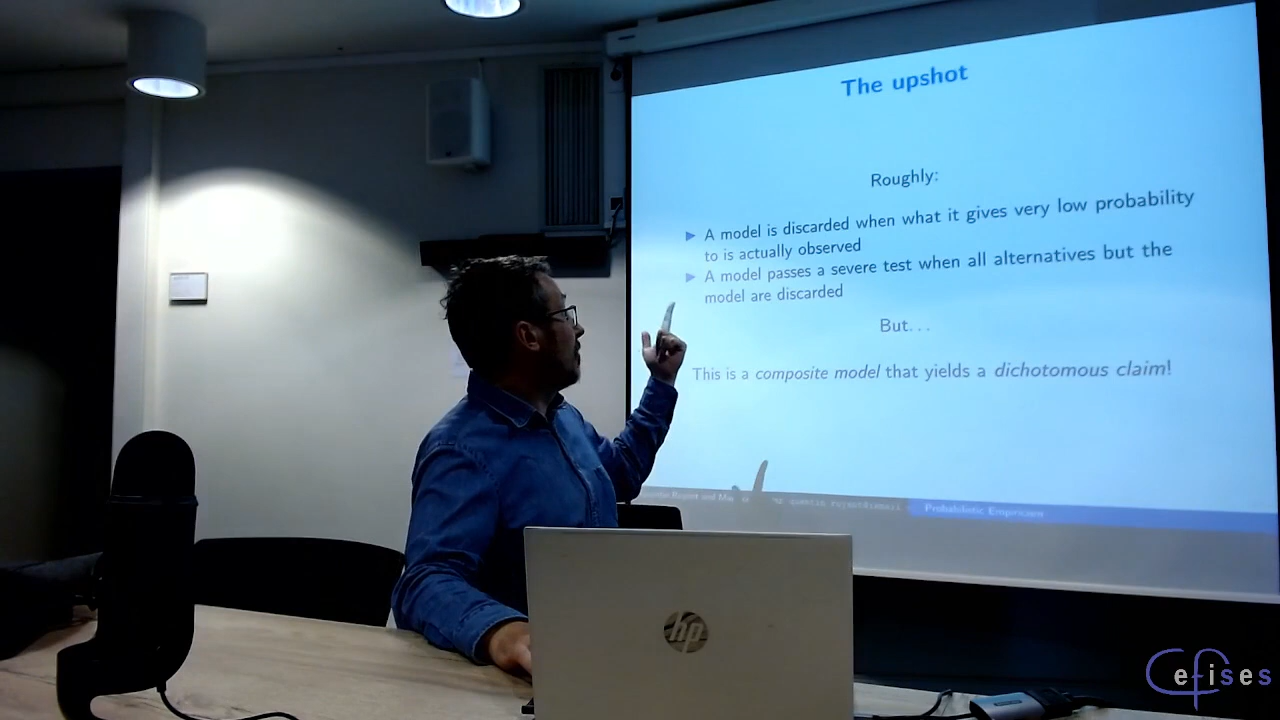 The upshot
Roughly:
A model is discarded when what it gives very low probability
to is actually observed
A model passes a severe test when all alternatives but the
model are discarded
But...
This is a composite model that yields a dichotomous claim!
Probabilistic Empiricism
hp
Cefises